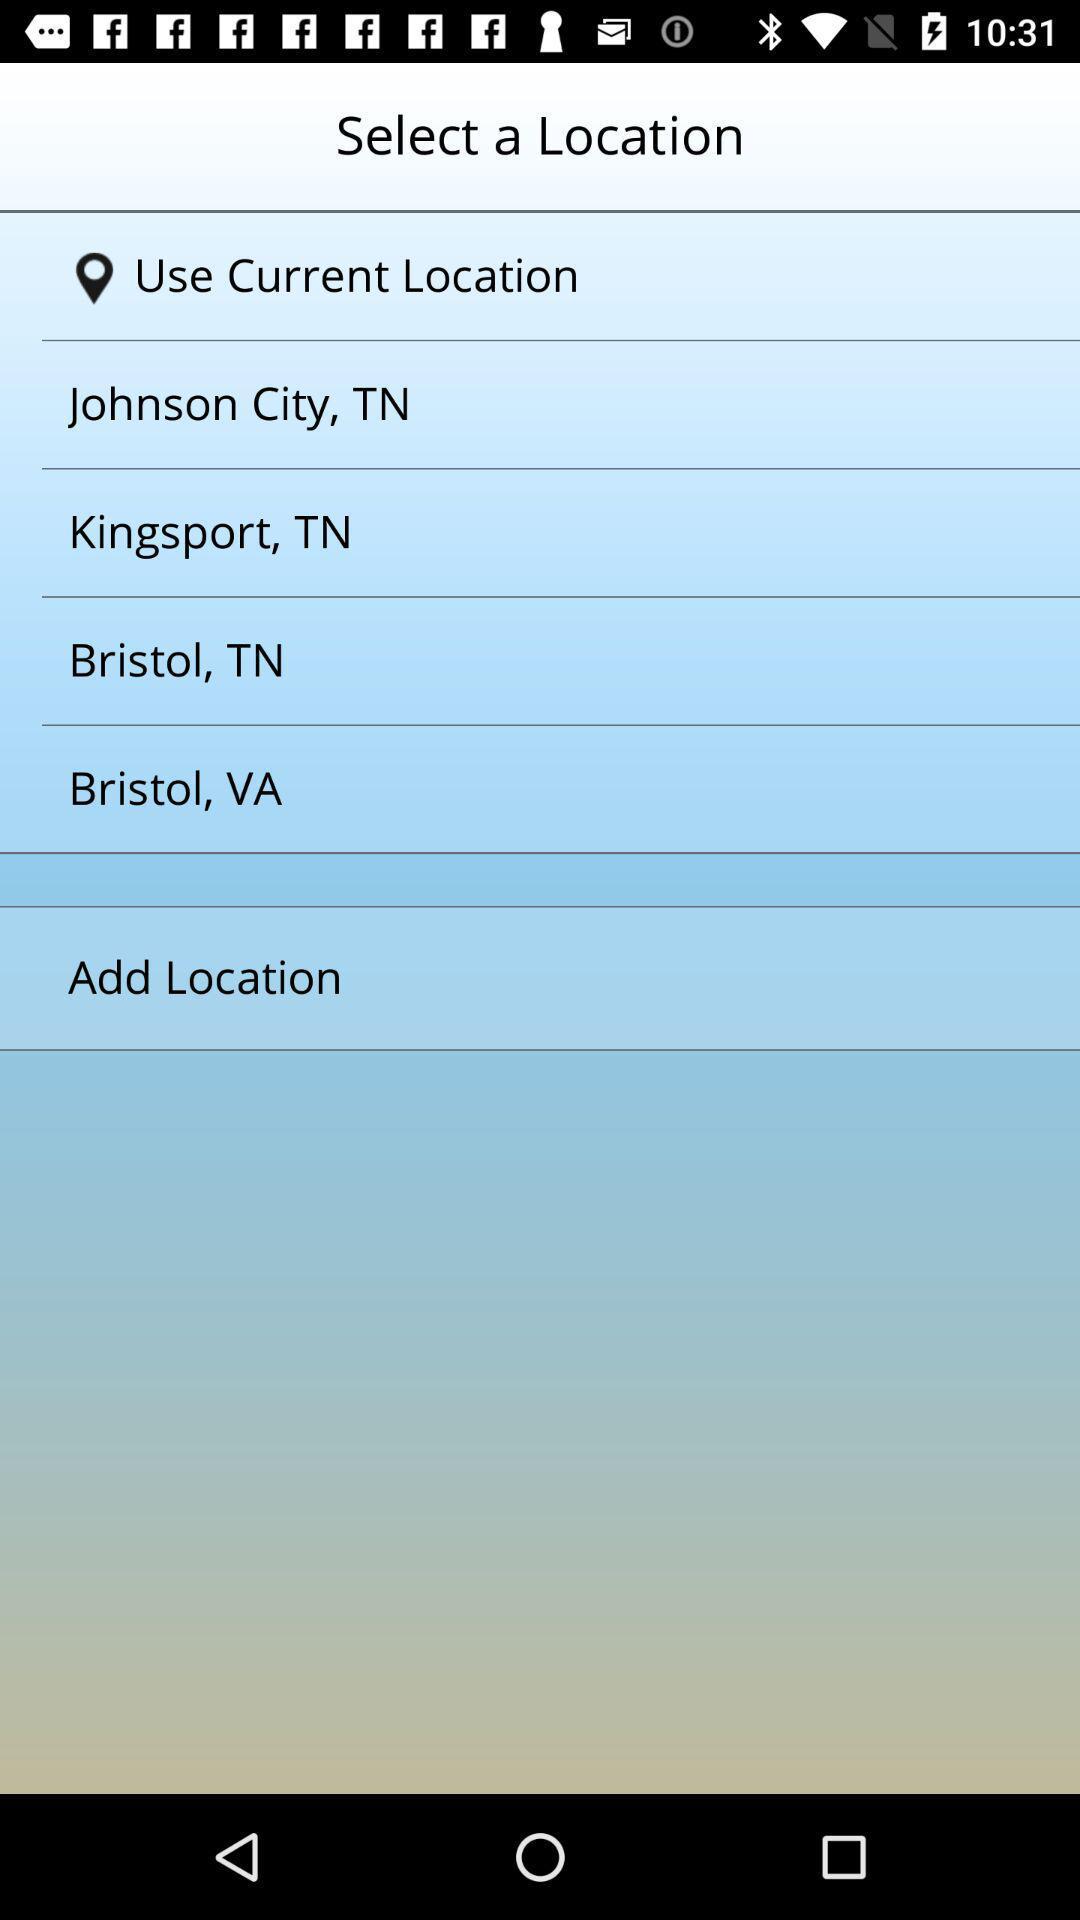 10:31
Select a Location
Use Current Location
Johnson City, TN
Kingsport, TN
Bristol, TN
Bristol, VA
Add Location